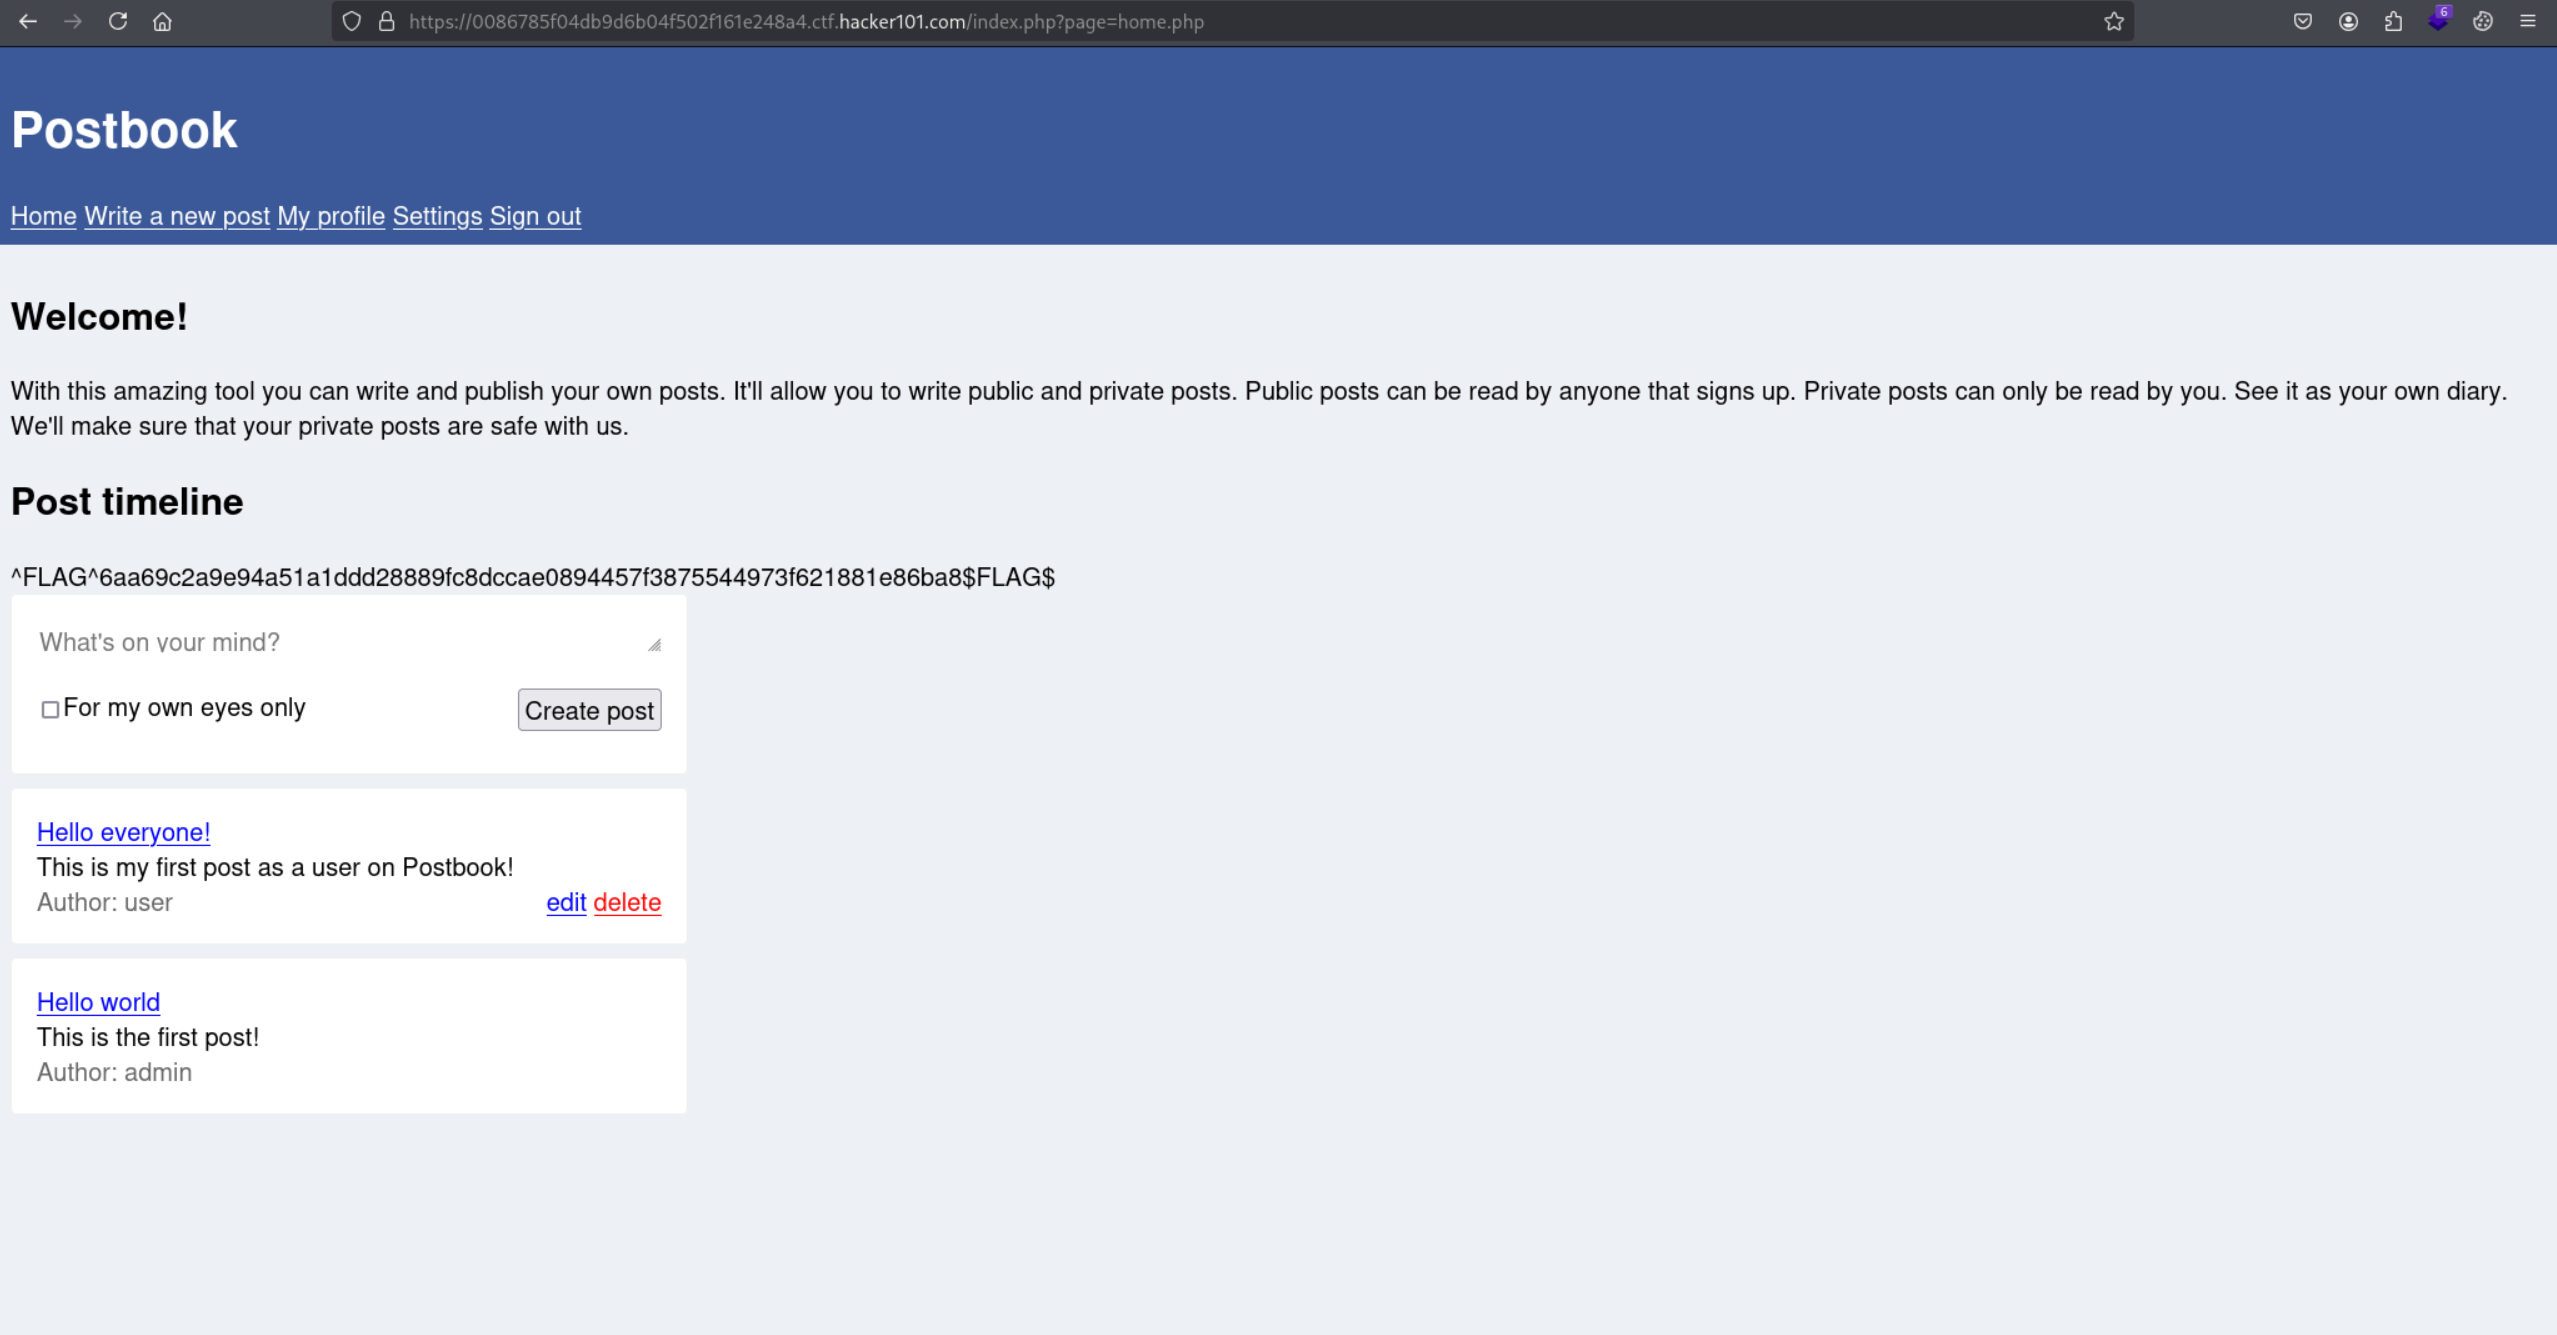 https://0086785f04db9d6b04f502f161e248a4.ctf.hacker101.com/index.php?page=home.php
6
Postbook
Home Write a new post My profile Settings Sign out
Welcome!
With this amazing tool you can write and publish your own posts. It'll allow you to write public and private posts. Public posts can be read by anyone that signs up. Private posts can only be read by you. See it as your own diary.
We'll make sure that your private posts are safe with us.
Post timeline
^FLAG^6aa69c2a9e94a51a1ddd28889fc8dccae0894457f3875544973f621881e86ba8$FLAG$
What's on your mind?
For my own eyes only Create post
Hello everyone!
This is my first post as a user on Postbook!
Author: user edit delete
Hello world
This is the first post!
Author: admin